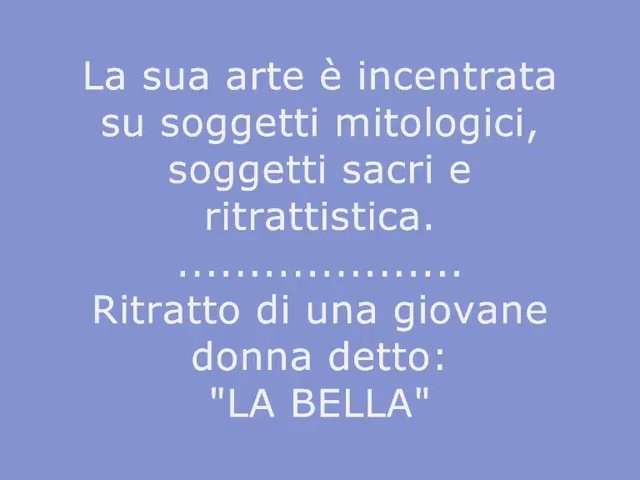 La sua arte è incentrata
su soggetti mitologici,
soggetti sacri e
ritrattistica.
....................
Ritratto di una giovane
donna detto:
"LA BELLA"